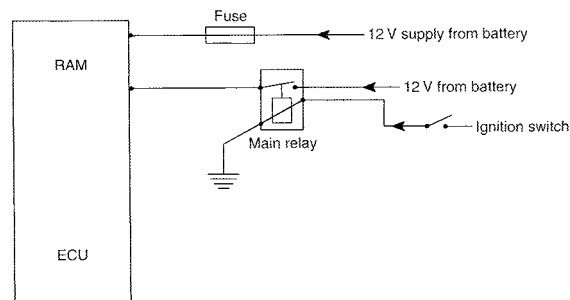 Fuse
12 V supply from battery
RAM
12 V from battery
Ignition switch
Main relay
ECU